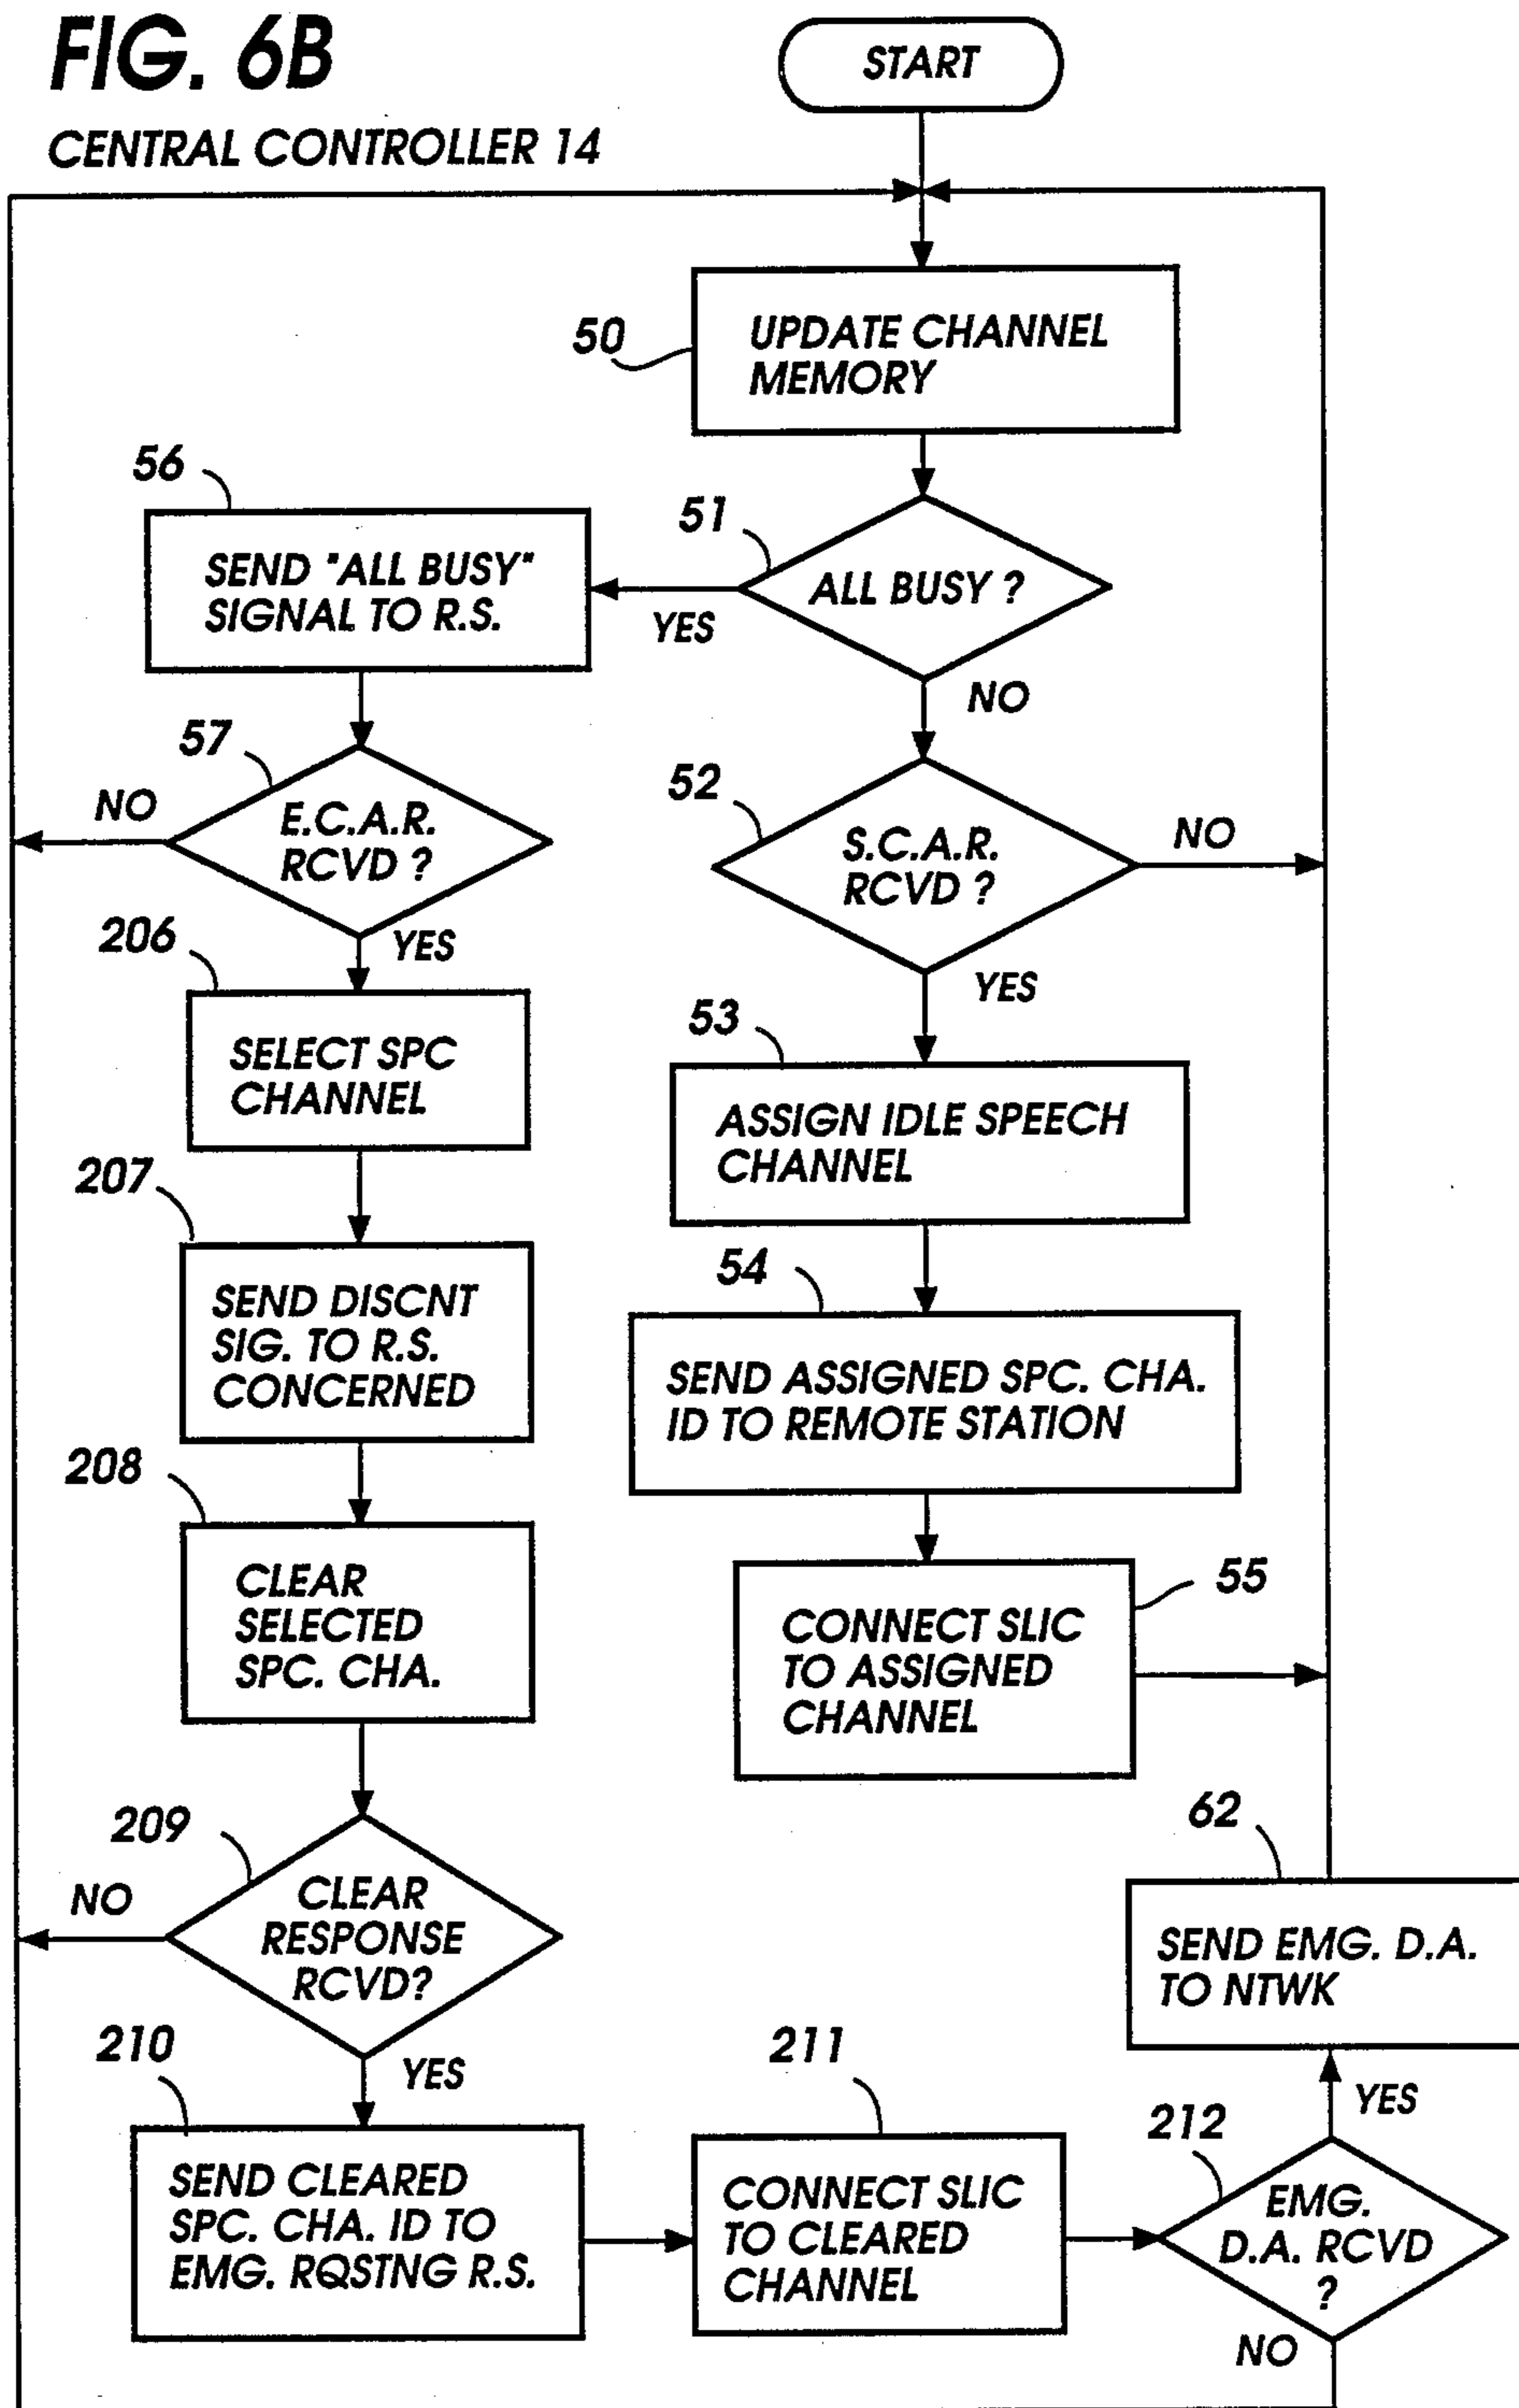 FIG. 6B
CENTRAL CONTROLLER 14
START
50
UPDATE CHANNEL
MEMORY
56
SEND "ALL BUSY"
SIGNAL TO R.S.
51
ALL BUSY ?
YES
NO
57
E.C.A.R.
RCVD ?
NO
YES
52
S.C.A.R.
RCVD ?
NO
YES
206
SELECT SPC
CHANNEL
53
ASSIGN IDLE SPEECH
CHANNEL
207
SEND DISCNT
SIG. TO R.S.
CONCERNED
54
SEND ASSIGNED SPC. CHA.
ID TO REMOTE STATION
208
CLEAR
SELECTED
SPC. CHA.
55
CONNECT SLIC
TO ASSIGNED
CHANNEL
209
CLEAR
RESPONSE
RCVD?
NO
YES
62
SEND EMG. D.A.
TO NTWK
210
SEND CLEARED
SPC. CHA. ID TO
EMG. RQSTNG R.S.
211
CONNECT SLIC
TO CLEARED
CHANNEL
212
EMG.
D.A. RCVD
?
YES
NO